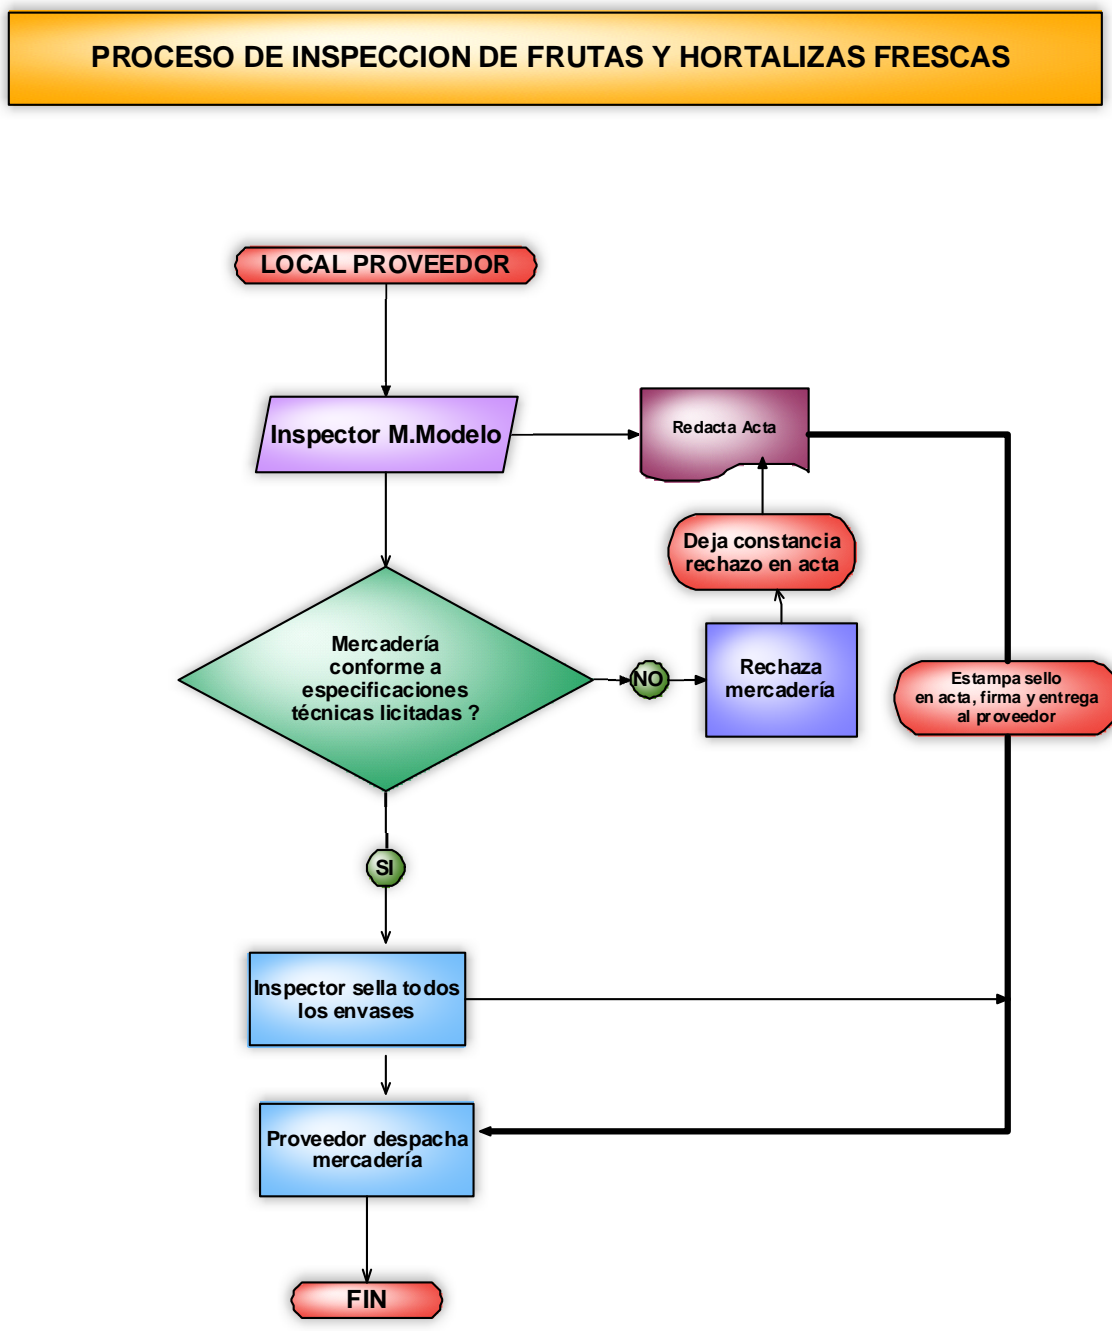 PROCESO DE INSPECCION DE FRUTAS Y HORTALIZAS FRESCAS
LOCAL PROVEEDOR
Inspector M.Modelo
Redacta Acta
Deja constancia
rechazo en acta
Mercadería
conforme a
especificaciones
técnicas licitadas ?
NO
Rechaza
mercadería
Estampa sello
en acta, firma y entrega
al proveedor
SI
Inspector sella todos
los envases
Proveedor despacha
mercadería
FIN